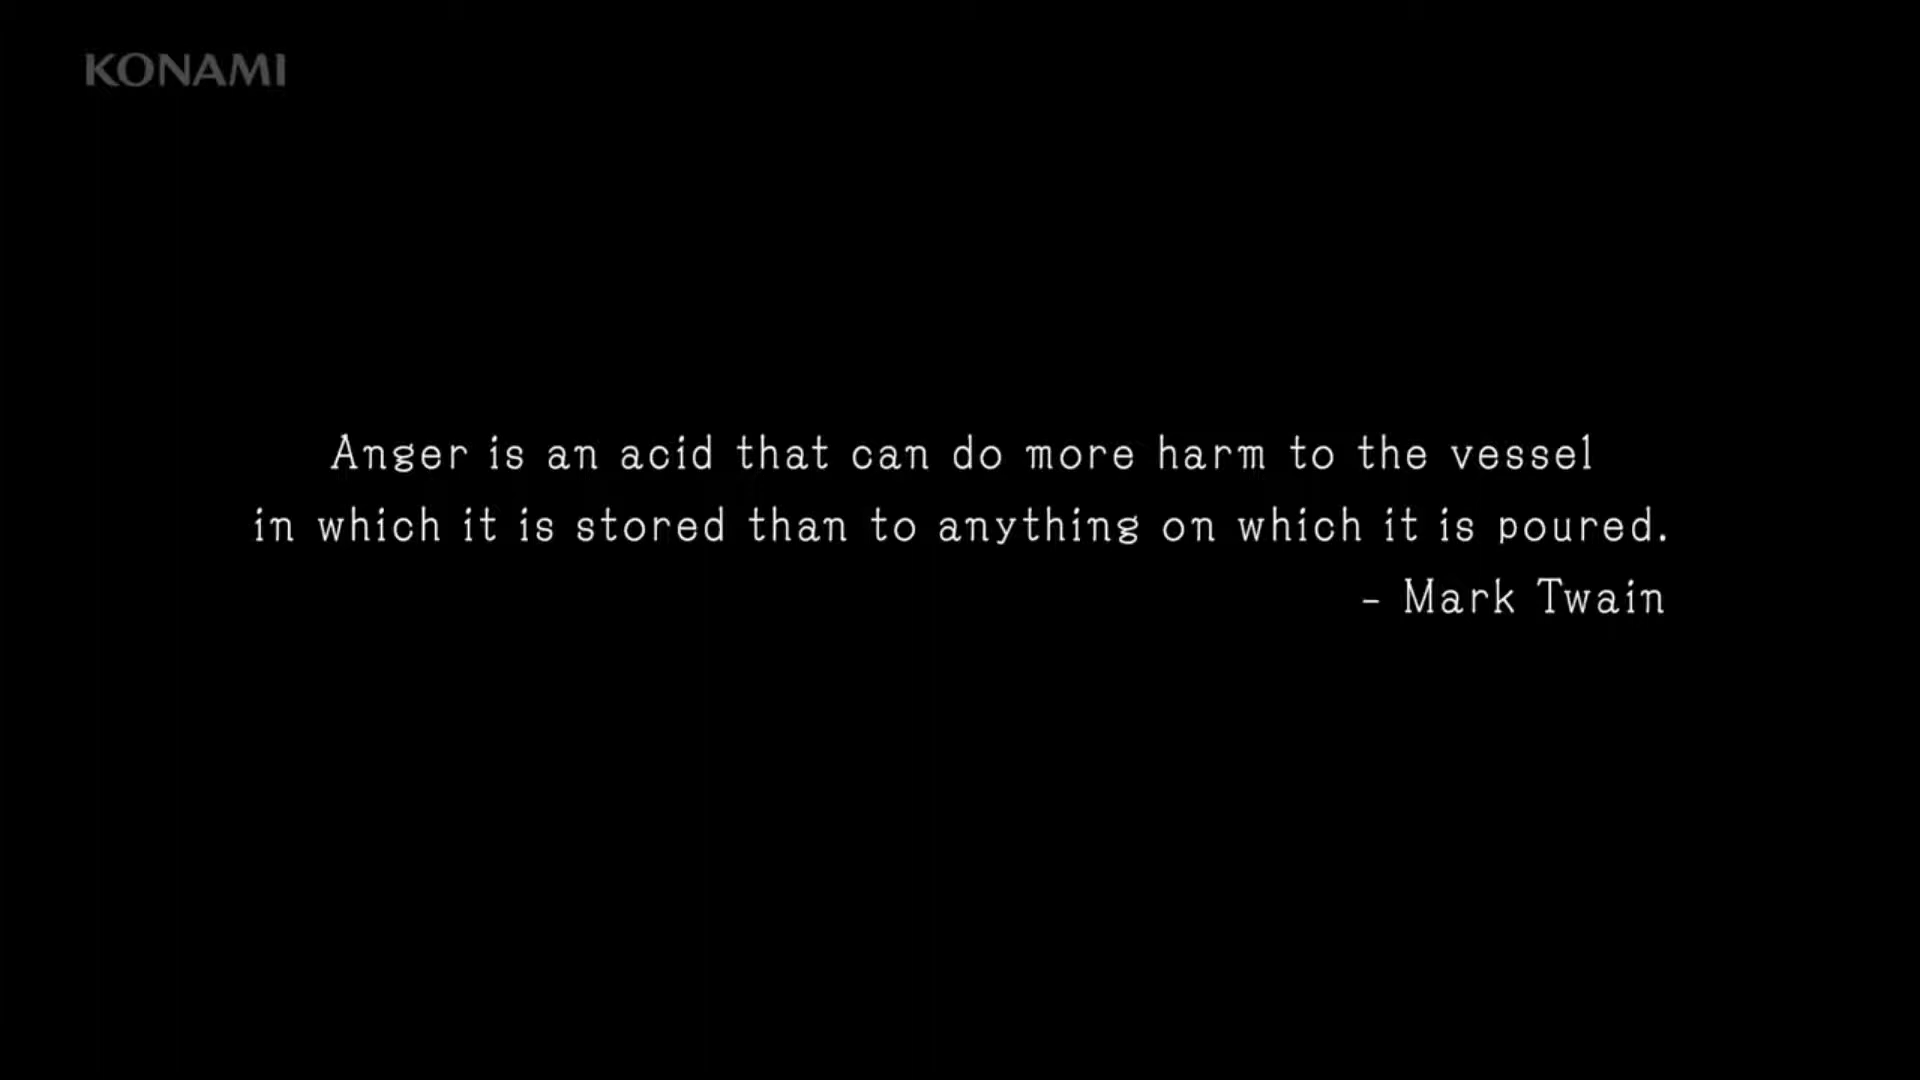 KONAMI
Anger is an acid that can do more harm to the vessel
in which it is stored than to anything on which it is poured.
- Mark Twain